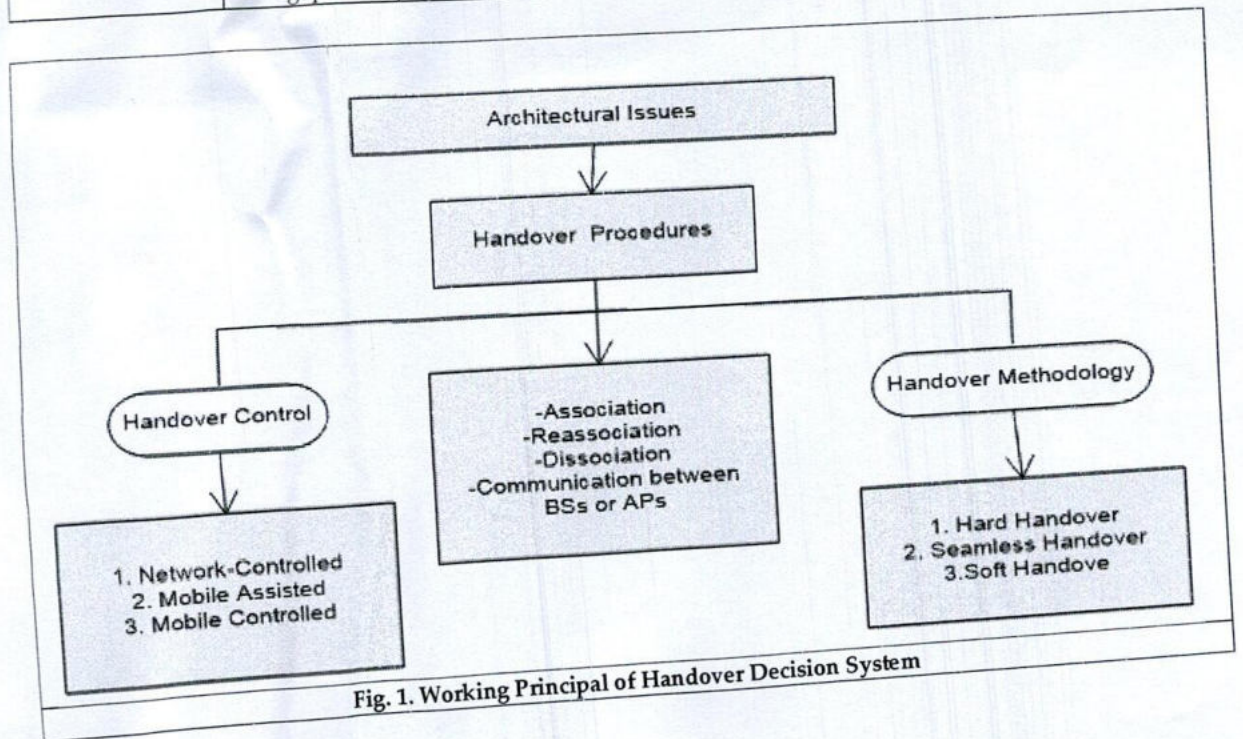 Architectural Issues
Handover Procedures
Handover Control
Handover Methodology
-Association
-Reassociation
-Dissociation
-Communication between
BSs or APs
1. Network-Controlled
2. Mobile Assisted
3. Mobile Controlled
1. Hard Handover
2. Seamless Handover
3.Soft Handove
Fig. 1. Working Principal of Handover Decision System